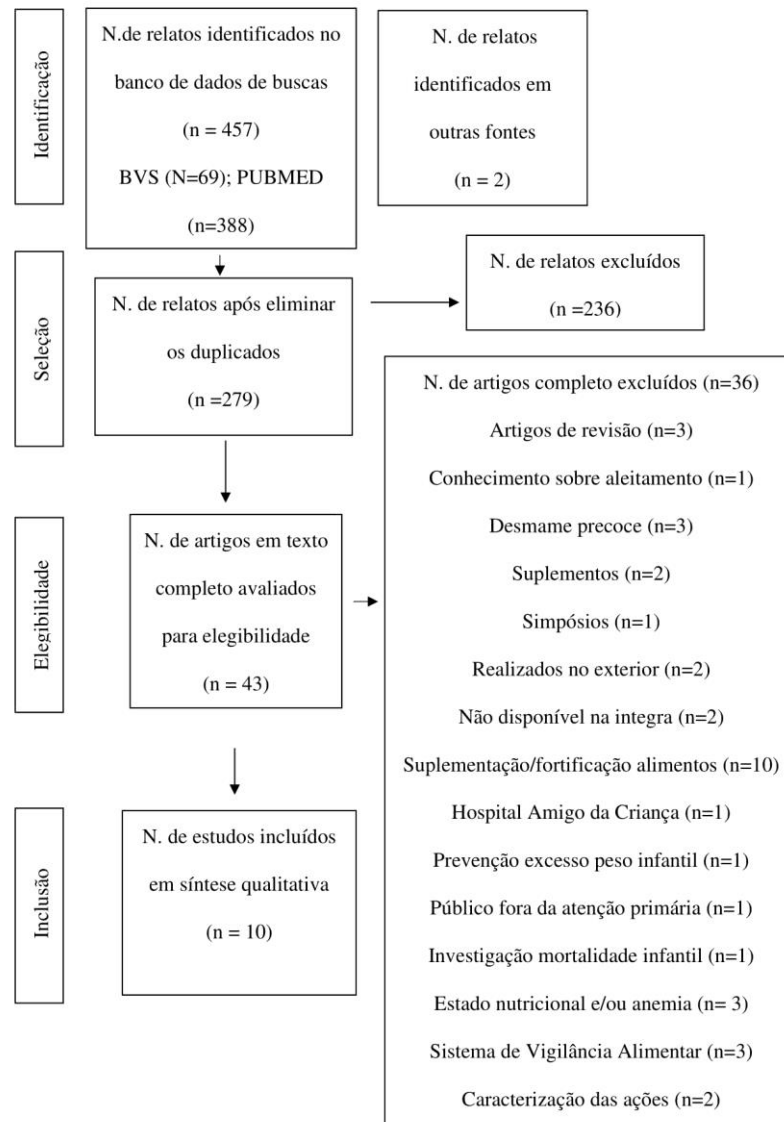 Identificação
N.de relatos identificados no
banco de dados de buscas
(n = 457)
BVS (N=69); PUBMED
(n=388)
N. de relatos
identificados em
outras fontes
(n = 2)
Seleção
N. de relatos após eliminar
os duplicados
(n =279)
N. de relatos excluídos
(n =236)
Elegibilidade
N. de artigos em texto
completo avaliados
para elegibilidade
(n = 43)
N. de artigos completo excluídos (n=36)
Artigos de revisão (n=3)
Conhecimento sobre aleitamento (n=1)
Desmame precoce (n=3)
Suplementos (n=2)
Simpósios (n=1)
Realizados no exterior (n=2)
Não disponível na integra (n=2)
Suplementação/fortificação alimentos (n=10)
Hospital Amigo da Criança (n=1)
Prevenção excesso peso infantil (n=1)
Público fora da atenção primária (n=1)
Investigação mortalidade infantil (n=1)
Estado nutricional e/ou anemia (n= 3)
Sistema de Vigilância Alimentar (n=3)
Caracterização das ações (n=2)
Inclusão
N. de estudos incluídos
em síntese qualitativa
(n = 10)